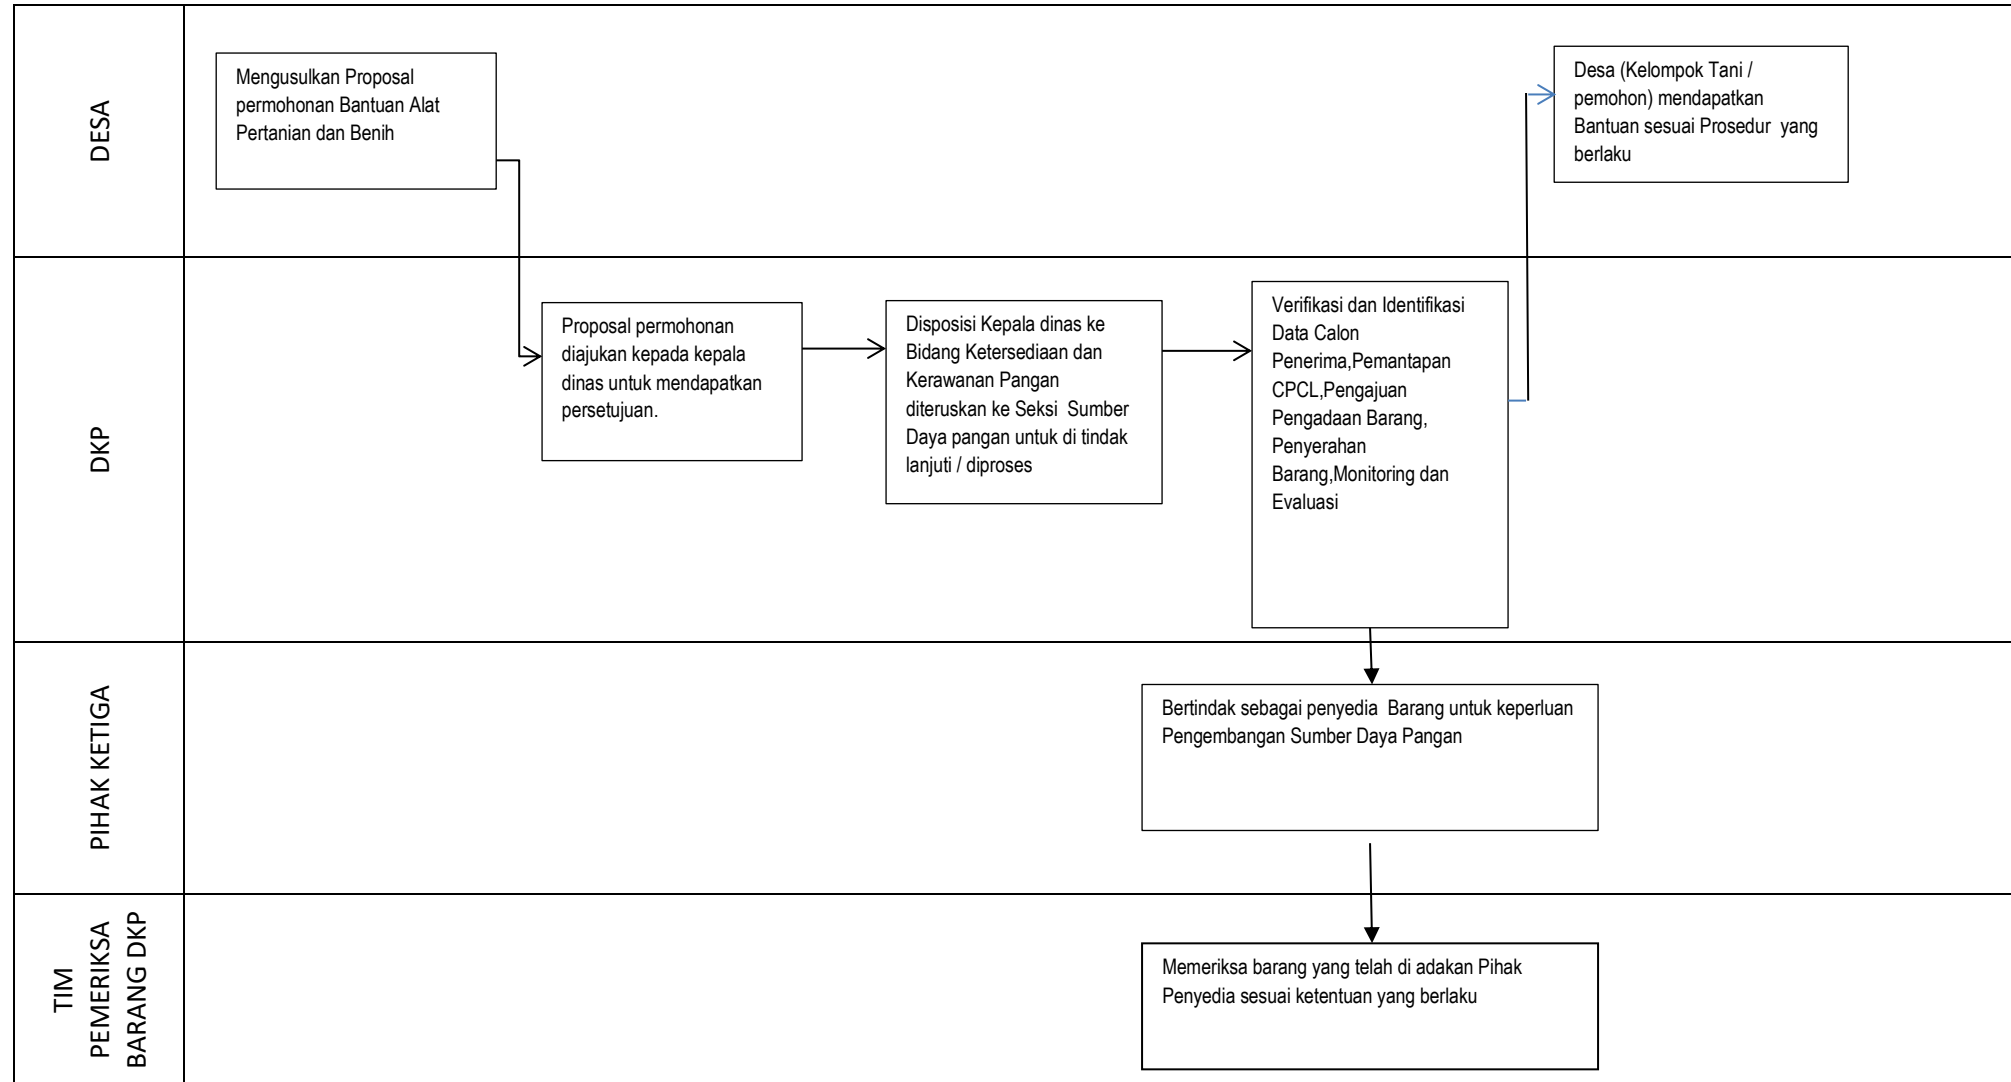 DESA
Mengusulkan Proposal
permohonan Bantuan Alat
Pertanian dan Benih
Desa (Kelompok Tani /
pemohon) mendapatkan
Bantuan sesuai Prosedur  yang
berlaku
DKP
Proposal permohonan
diajukan kepada kepala
dinas untuk mendapatkan
persetujuan.
Disposisi Kepala dinas ke
Bidang Ketersediaan dan
Kerawanan Pangan
diteruskan ke Seksi  Sumber
Daya pangan untuk di tindak
lanjuti / diproses
Verifikasi dan Identifikasi
Data Calon
Penerima,Pemantapan
CPCL,Pengajuan
Pengadaan Barang,
Penyerahan
Barang,Monitoring dan
Evaluasi
PIHAK KETIGA
Bertindak sebagai penyedia  Barang untuk keperluan
Pengembangan Sumber Daya Pangan
TIM
PEMERIKSA
BARANG DKP
Memeriksa barang yang telah di adakan Pihak
Penyedia sesuai ketentuan yang berlaku